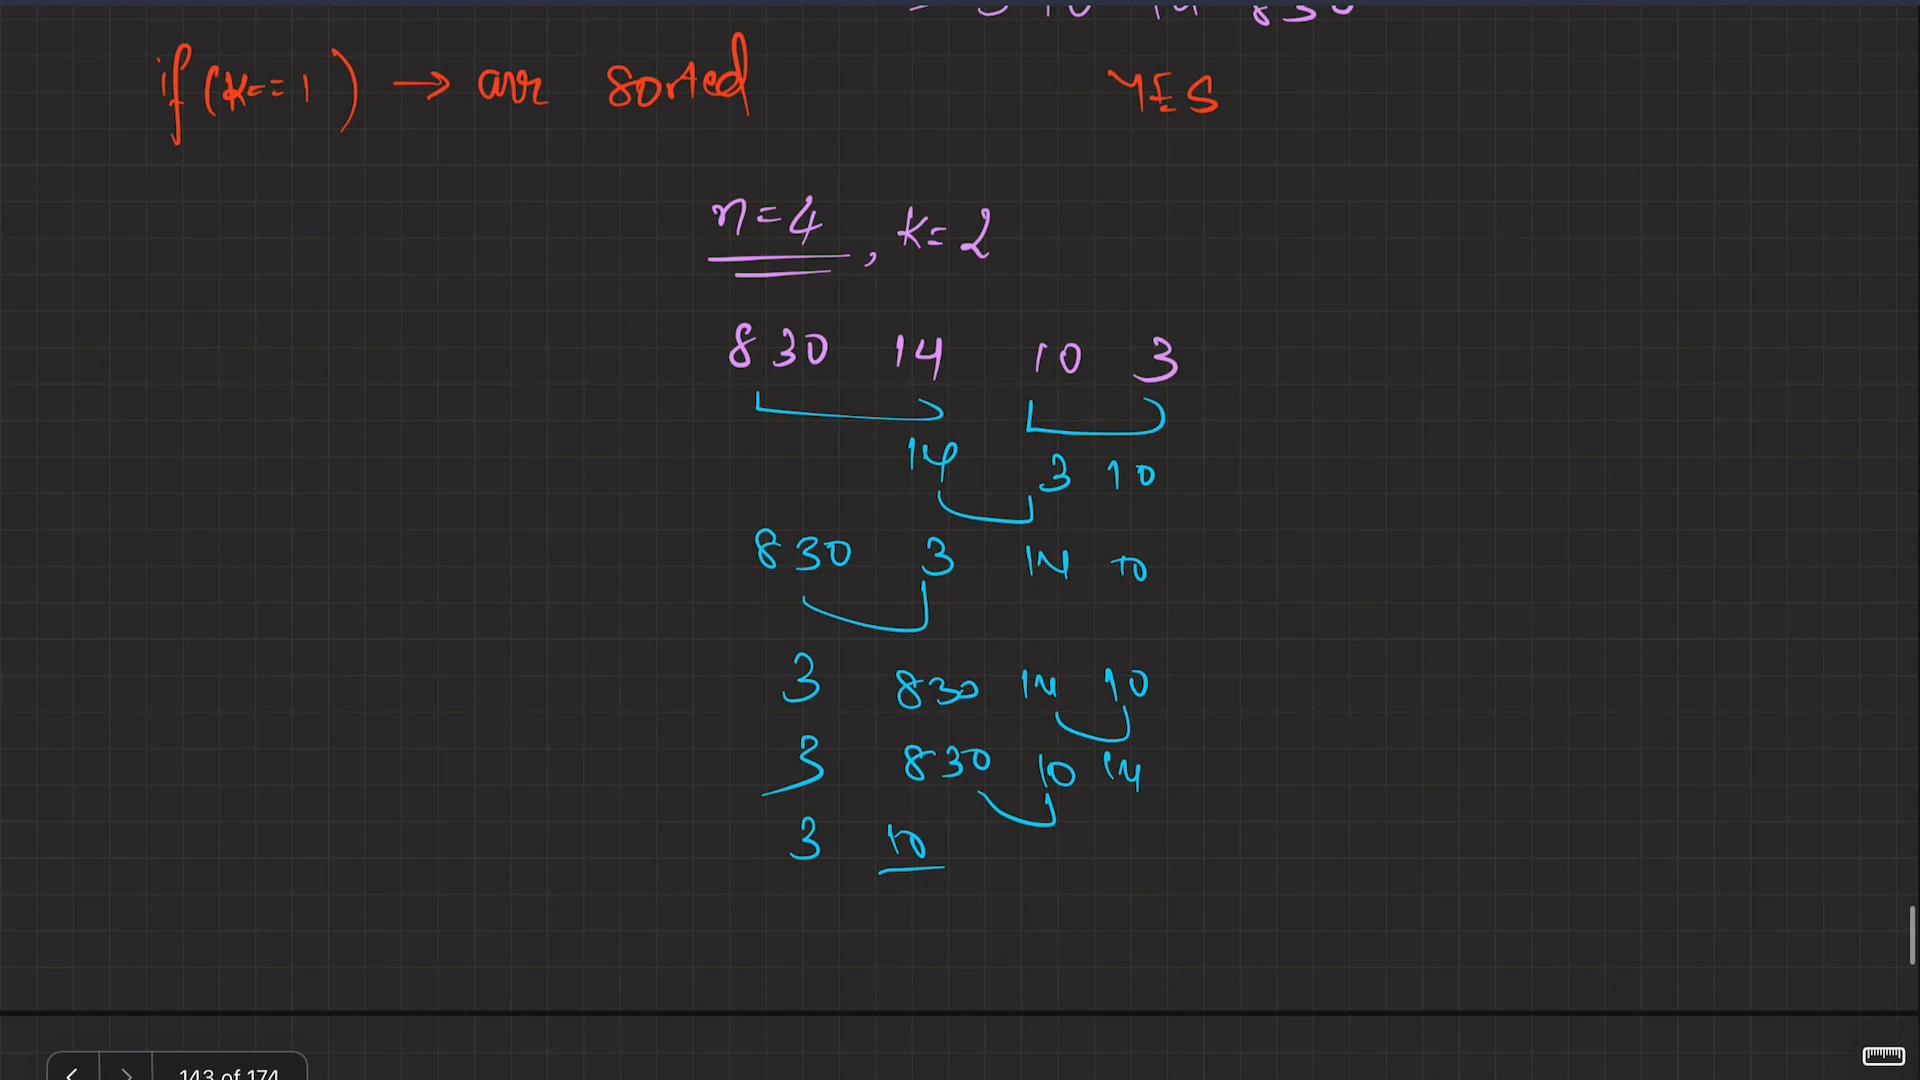 if (k==1) → arr sorted YES
n=4, k=2
830 14 10 3
14 3 10
830 3 14 10
3 830 14 10
3 830 10 14
3 10
143 of 174